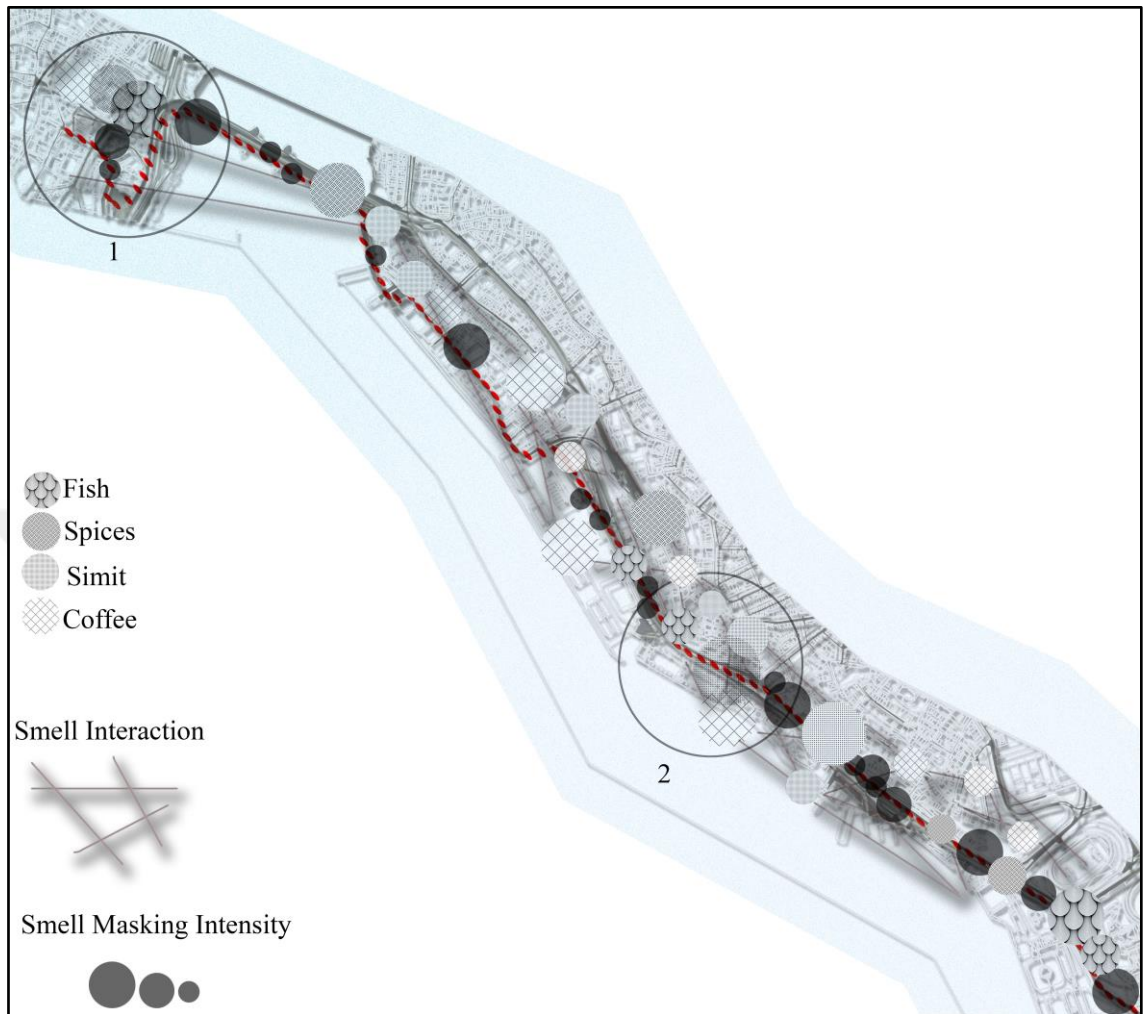 1
Fish
Spices
Simit
Coffee
2
Smell Interaction
Smell Masking Intensity